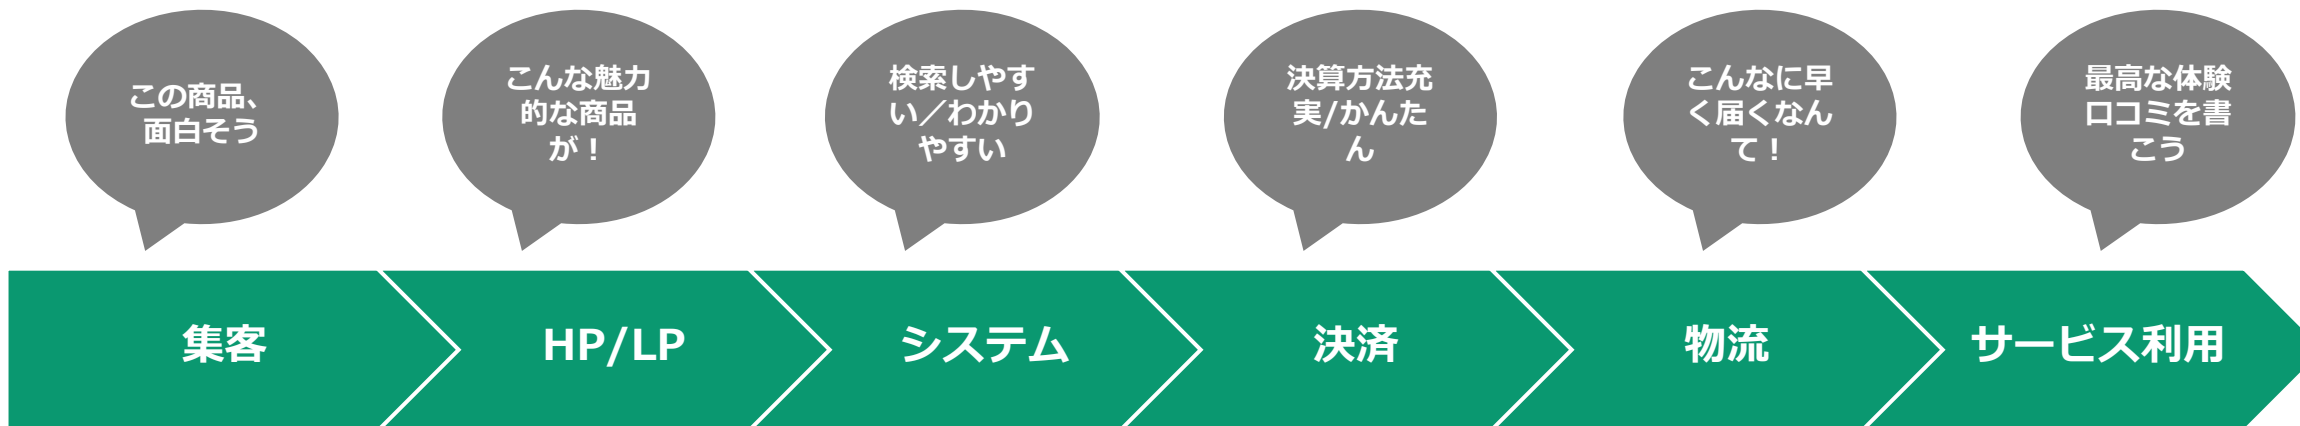 この商品、
面白そう
こんな魅力
的な商品
が！
検索しやす
い／わかり
やすい
決算方法充
実/かんた
ん
こんなに早
く届くなん
て！
最高な体験
口コミを書
こう
集客
HP/LP
システム
決済
物流
サービス利用